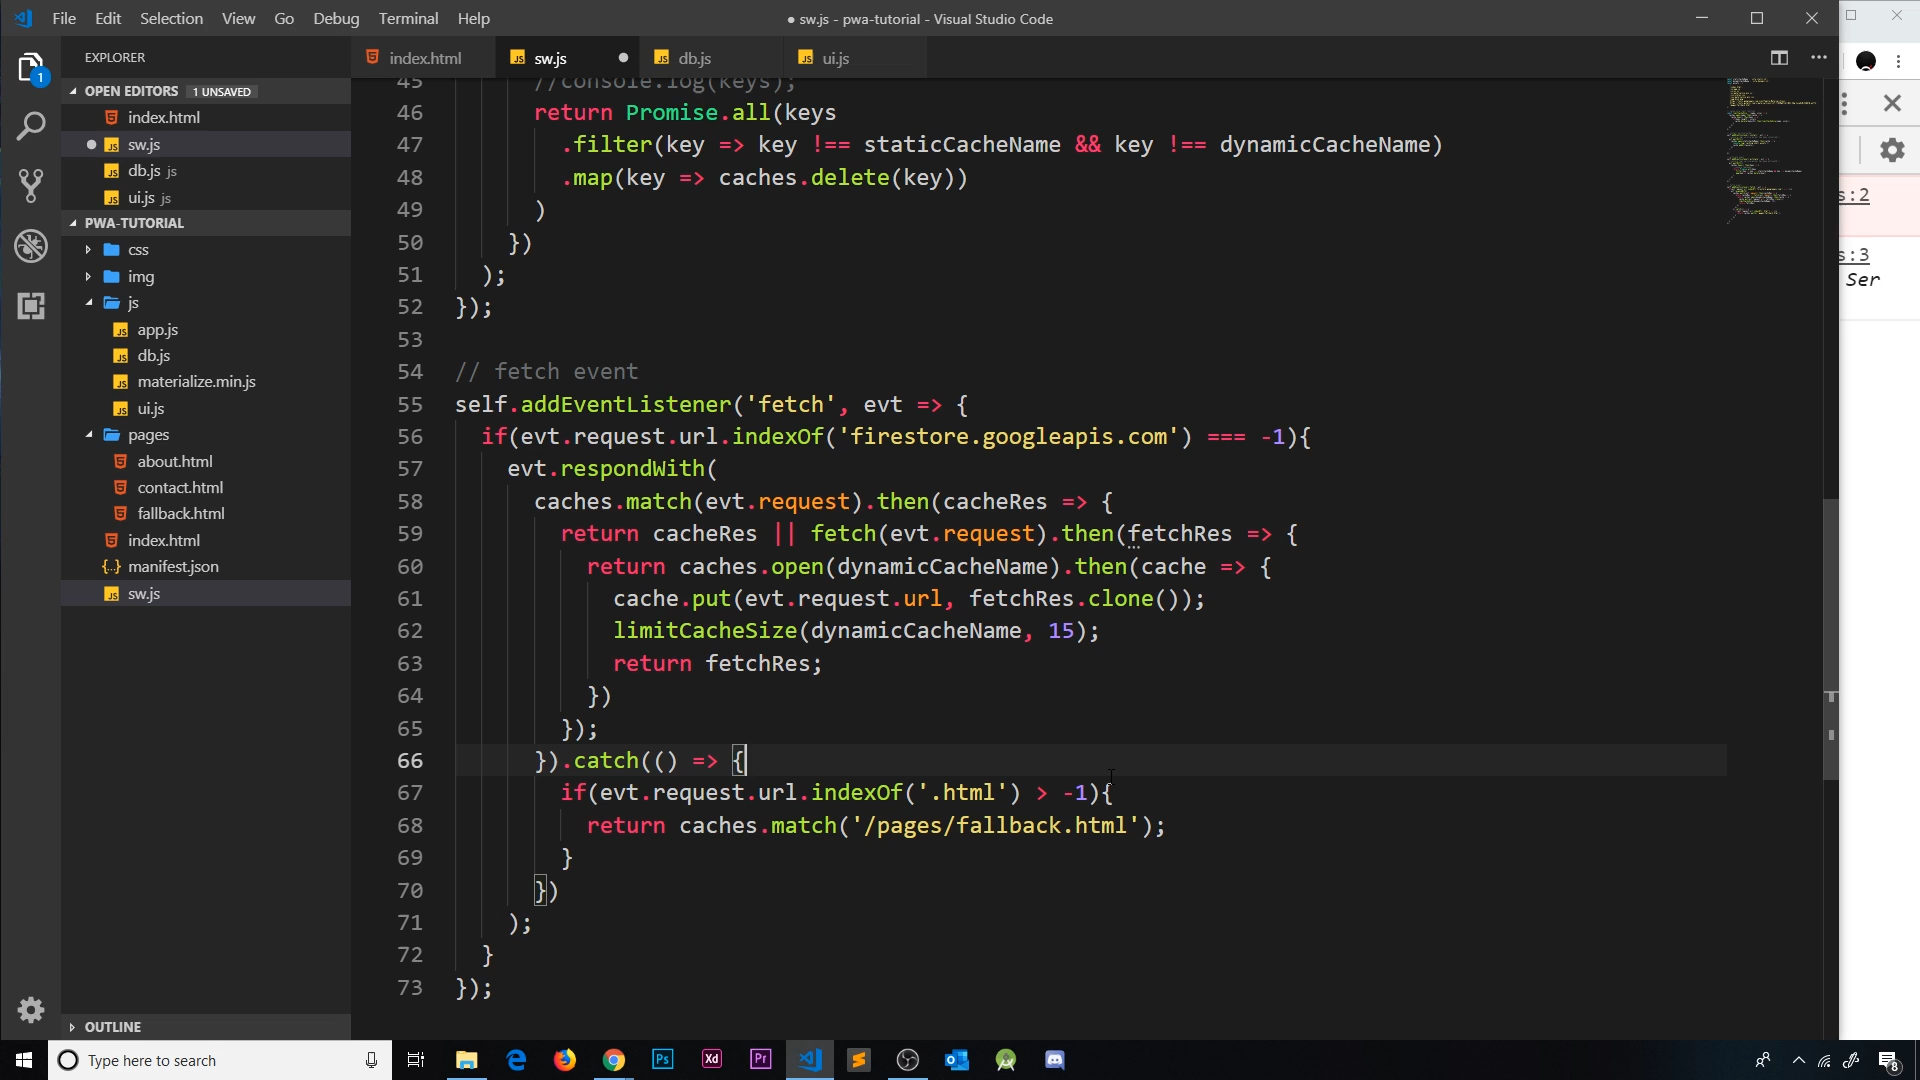 File Edit Selection View Go Debug Terminal Help
● sw.js - pwa-tutorial - Visual Studio Code
EXPLORER
OPEN EDITORS 1 UNSAVED
index.html
sw.js
db.js js
ui.js js
PWA-TUTORIAL
css
img
js
app.js
db.js
materialize.min.js
ui.js
pages
about.html
contact.html
fallback.html
index.html
manifest.json
sw.js
OUTLINE
index.html sw.js db.js ui.js
45 //console.log(keys);
46 return Promise.all(keys
47 .filter(key => key !== staticCacheName && key !== dynamicCacheName)
48 .map(key => caches.delete(key))
49 )
50 })
51 );
52 });
53
54 // fetch event
55 self.addEventListener('fetch', evt => {
56 if(evt.request.url.indexOf('firestore.googleapis.com') === -1){
57 evt.respondWith(
58 caches.match(evt.request).then(cacheRes => {
59 return cacheRes || fetch(evt.request).then(fetchRes => {
60 return caches.open(dynamicCacheName).then(cache => {
61 cache.put(evt.request.url, fetchRes.clone());
62 limitCacheSize(dynamicCacheName, 15);
63 return fetchRes;
64 })
65 });
66 }).catch(() => {
67 if(evt.request.url.indexOf('.html') > -1){
68 return caches.match('/pages/fallback.html');
69 }
70 })
71 );
72 }
73 });
s:2
s:3
Ser
1
Type here to search
Ps
Xd
Pr
8